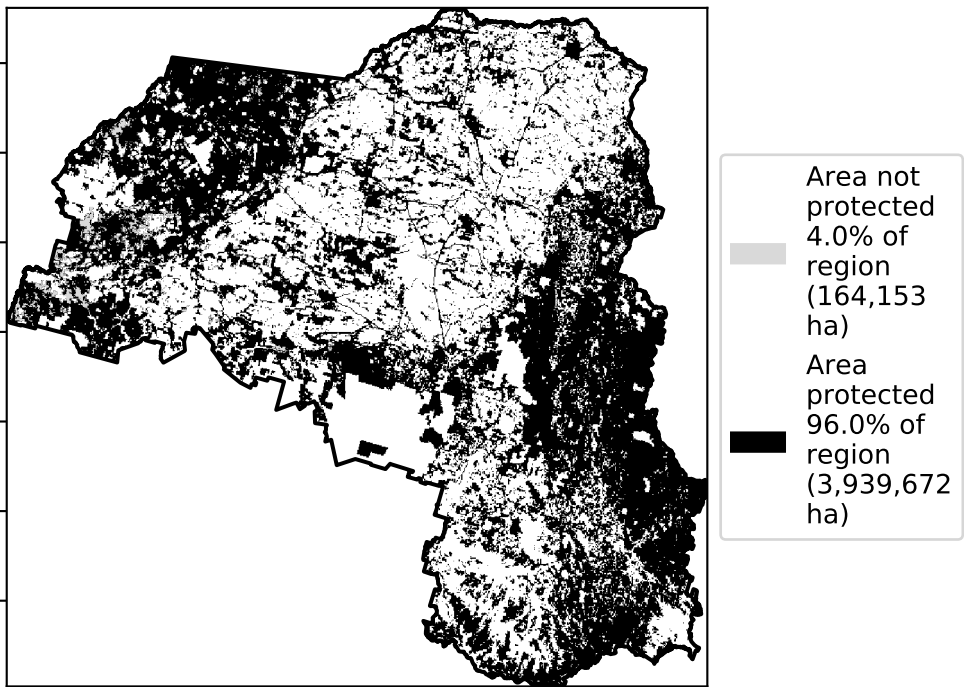 Area not
protected
4.0% of
region
(164,153
ha)
Area
protected
96.0% of
region
(3,939,672
ha)